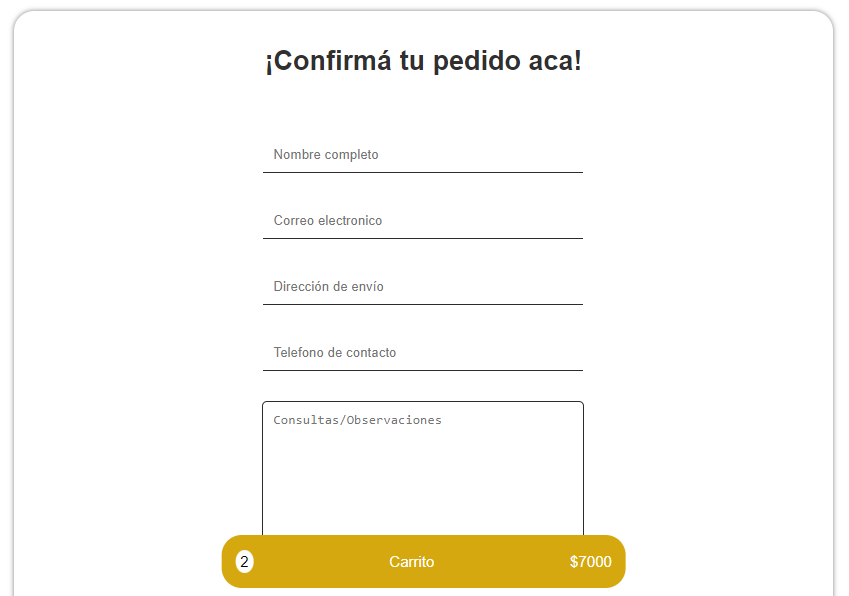 ¡Confirmá tu pedido aca!
Nombre completo
Correo electronico
Dirección de envío
Telefono de contacto
Consultas/Observaciones
2 Carrito $7000